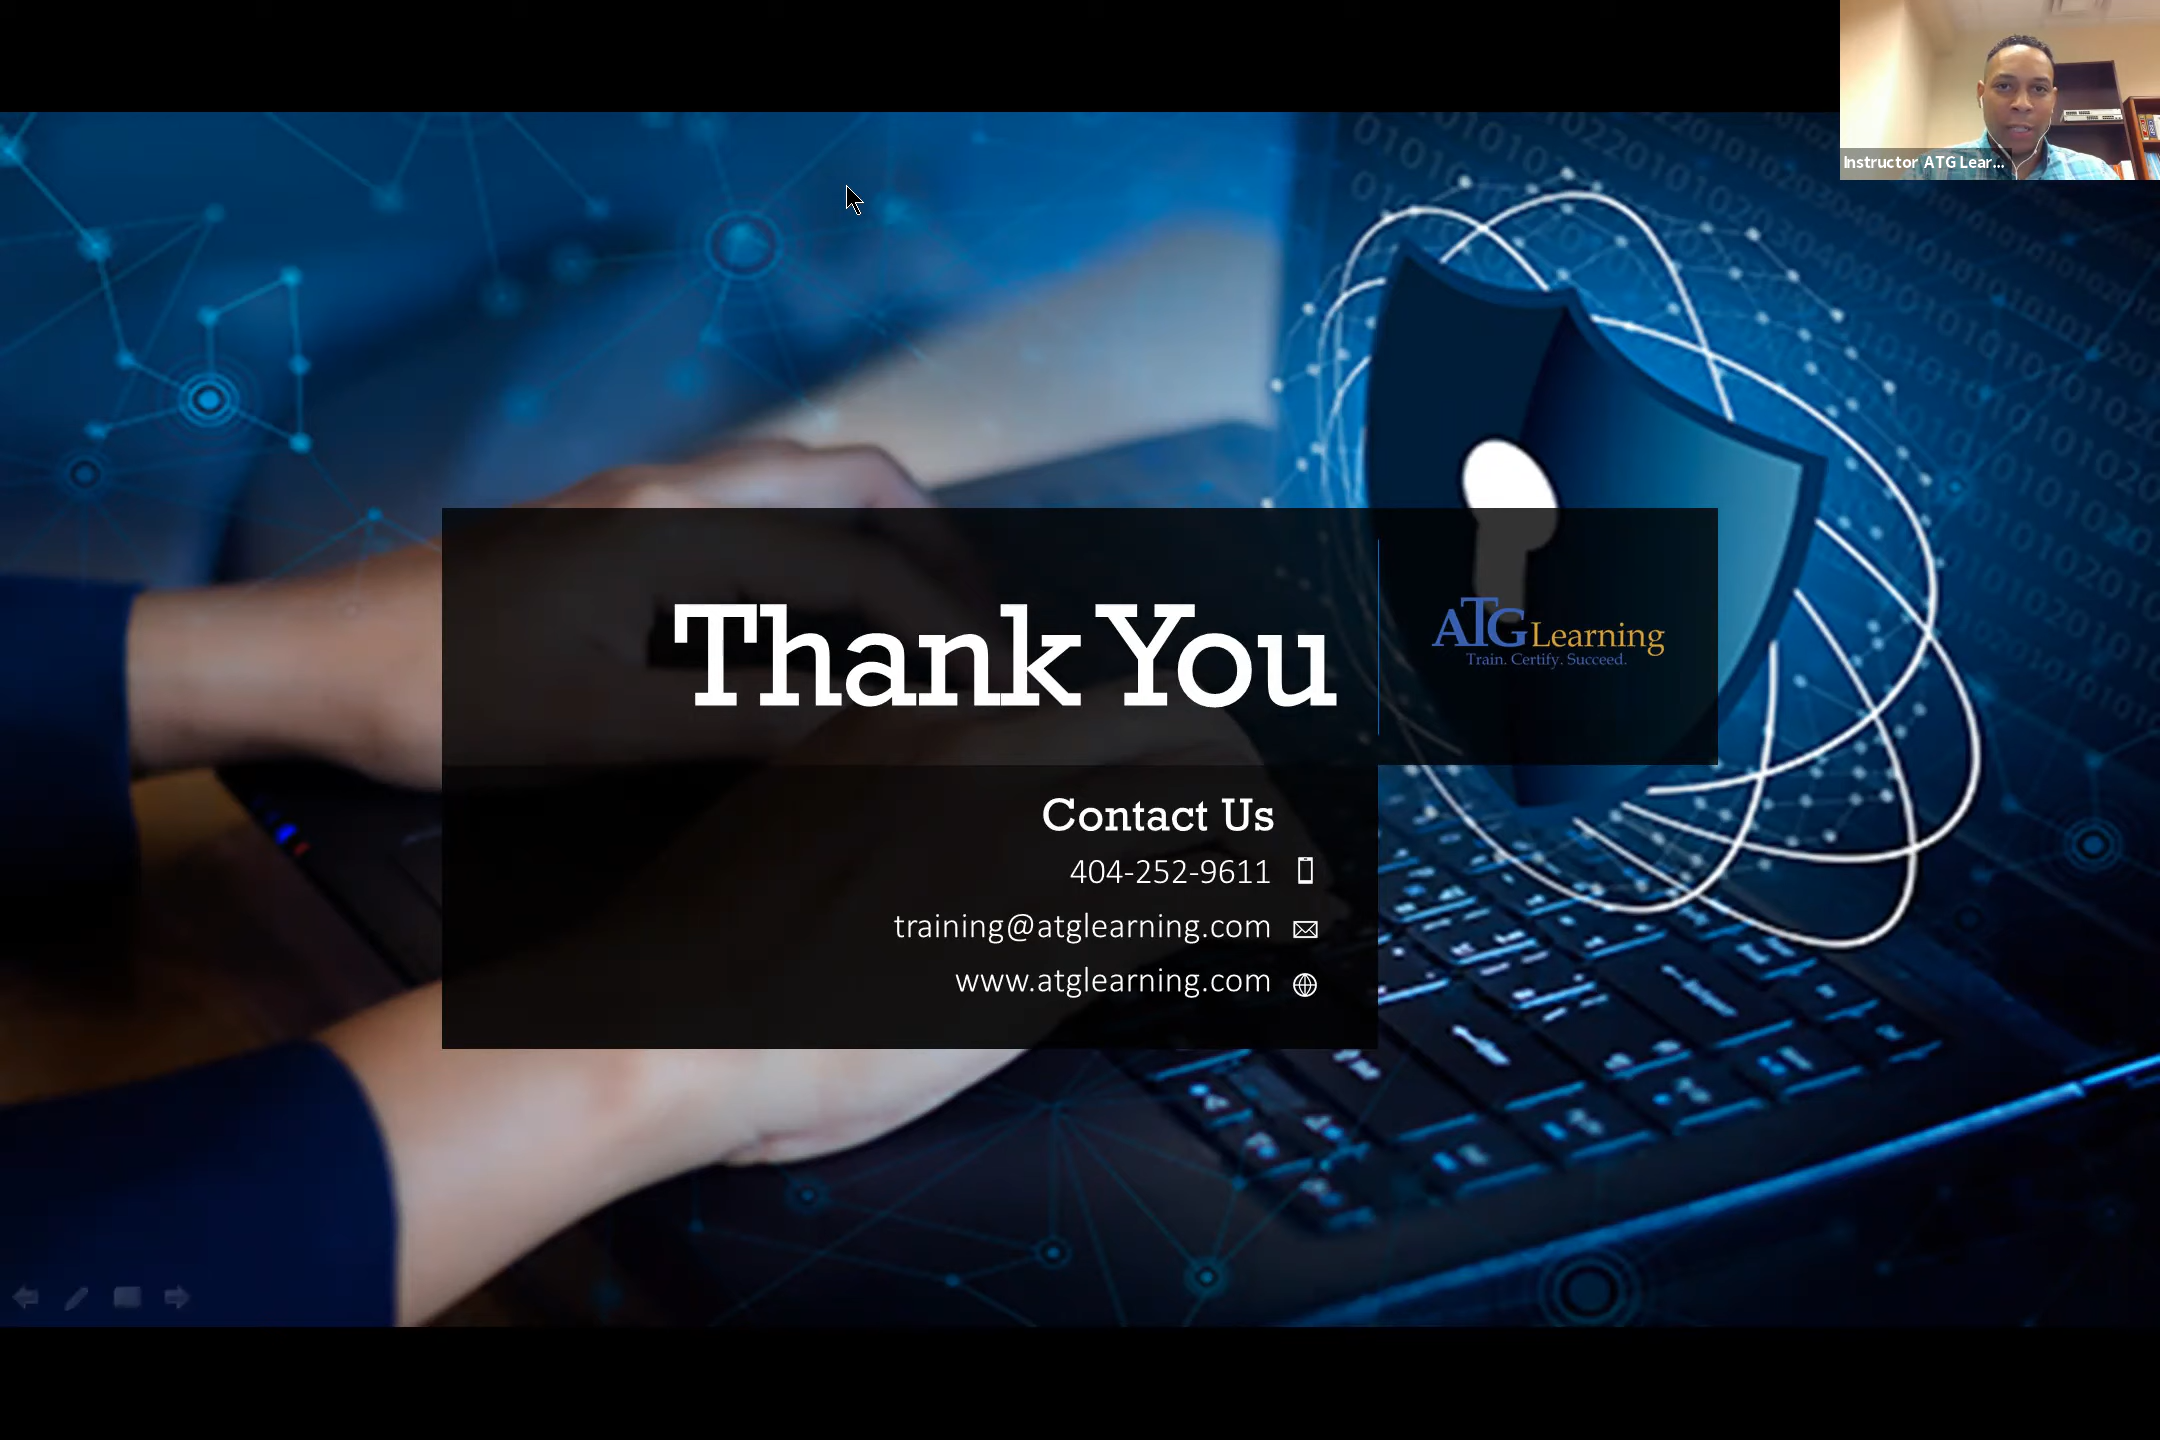 Instructor ATG Lear...
Thank You
ATG Learning
Train. Certify. Succeed.
Contact Us
404-252-9611
training@atglearning.com
www.atglearning.com